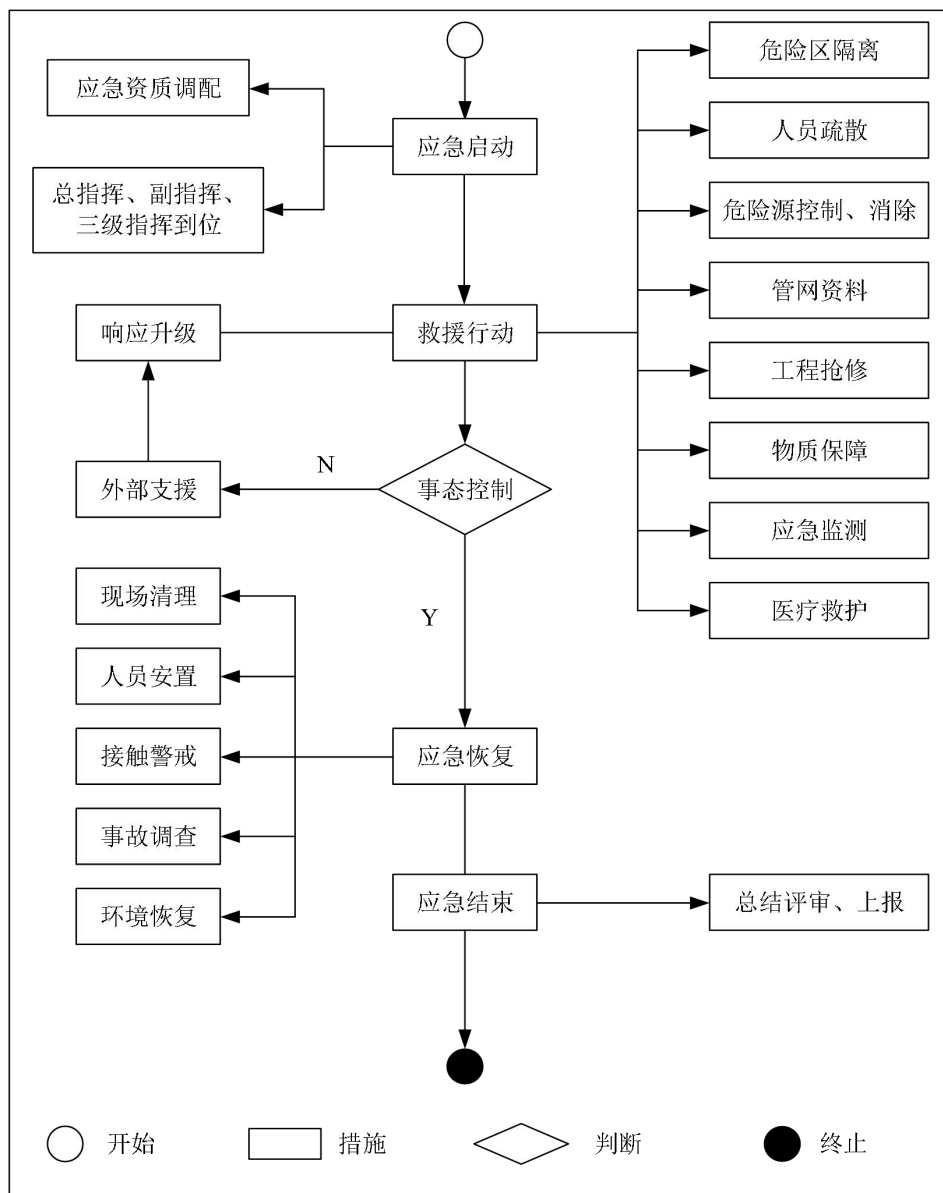 危险区隔离
应急资质调配
应急启动
人员疏散
总指挥、副指挥、
三级指挥到位
危险源控制、消除
管网资料
响应升级
救援行动
工程抢修
物质保障
N
外部支援
事态控制
应急监测
现场清理
Y
医疗救护
人员安置
接触警戒
应急恢复
事故调查
环境恢复
应急结束
总结评审、上报
开始
措施
判断
终止